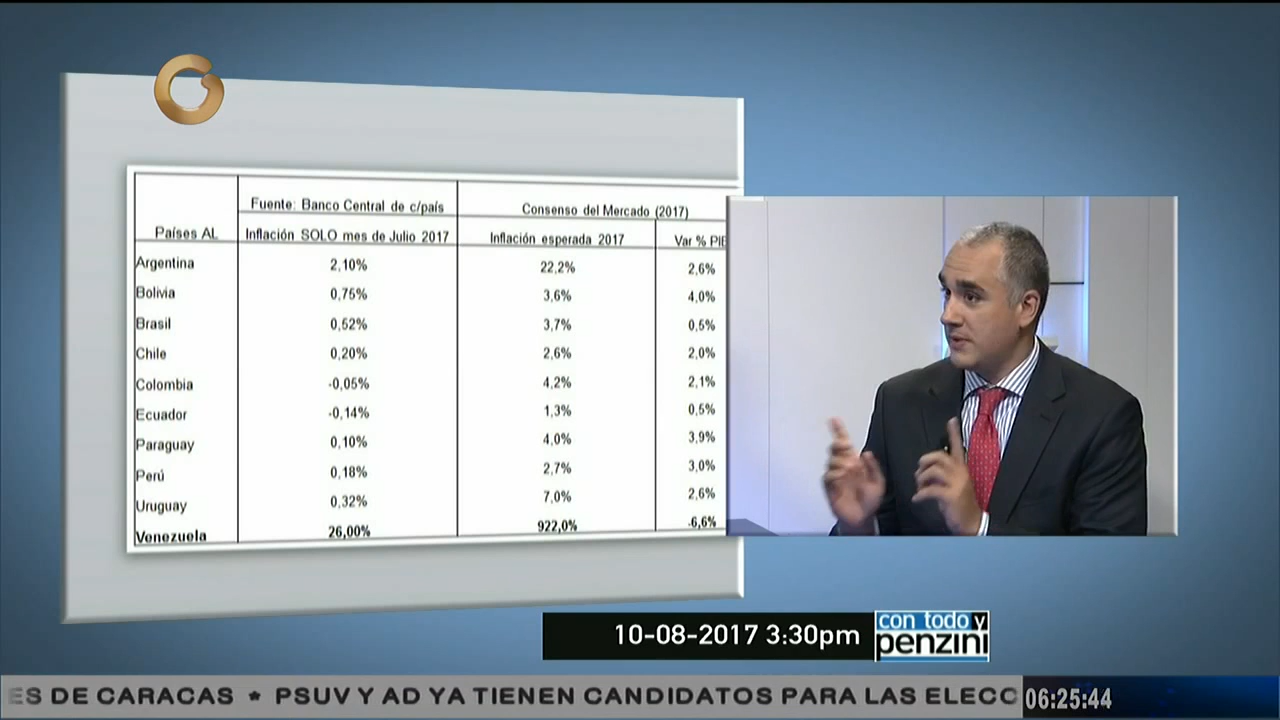 Fuente: Banco Central de c/país Consenso del Mercado (2017)
Países AL Inflación SOLO mes de Julio 2017 Inflación esperada 2017 Var % PIB
Argentina 2,10% 22,2% 2,6%
Bolivia 0,75% 3,6% 4,0%
Brasil 0,52% 3,7% 0,5%
Chile 0,20% 2,6% 2,0%
Colombia -0,05% 4,2% 2,1%
Ecuador -0,14% 1,3% 0,5%
Paraguay 0,10% 4,0% 3,9%
Perú 0,18% 2,7% 3,0%
Uruguay 0,32% 7,0% 2,6%
Venezuela 26,00% 922,0% -6,6%
10-08-2017 3:30pm
con todo y
penzini
ES DE CARACAS * PSUV Y AD YA TIENEN CANDIDATOS PARA LAS ELECC
06:25:44